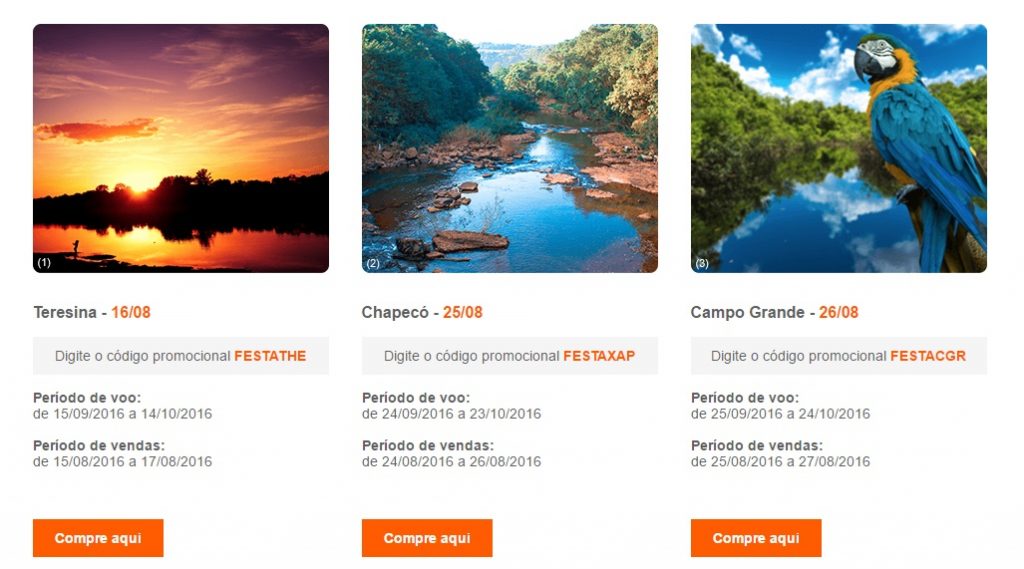 (1)
(2)
(3)
Teresina - 16/08
Chapecó - 25/08
Campo Grande - 26/08
Digite o código promocional FESTATHE
Digite o código promocional FESTAXAP
Digite o código promocional FESTACGR
Período de voo:
de 15/09/2016 a 14/10/2016
Período de vendas:
de 15/08/2016 a 17/08/2016
Período de voo:
de 24/09/2016 a 23/10/2016
Período de vendas:
de 24/08/2016 a 26/08/2016
Período de voo:
de 25/09/2016 a 24/10/2016
Período de vendas:
de 25/08/2016 a 27/08/2016
Compre aqui
Compre aqui
Compre aqui